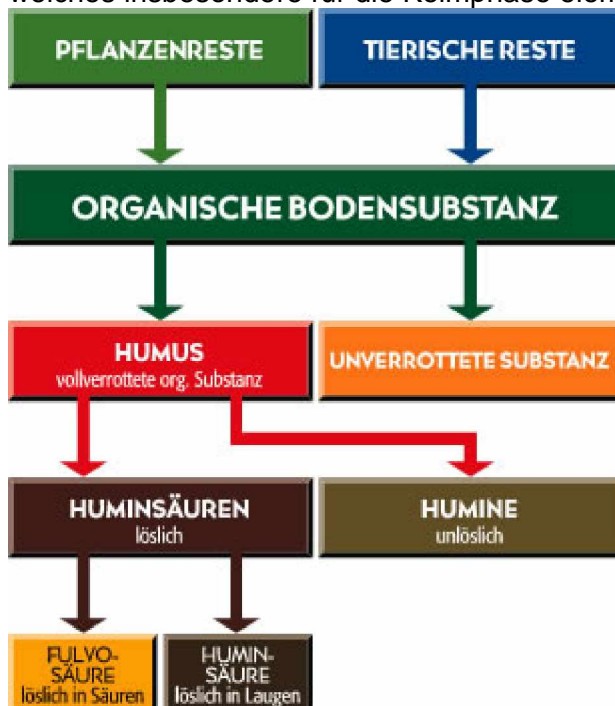 PFLANZENRESTE
TIERISCHE RESTE
ORGANISCHE BODENSUBSTANZ
HUMUS
vollverrottete org. Substanz
UNVERROTTETE SUBSTANZ
HUMINSÄUREN
löslich
HUMINE
unlöslich
FULVO-
SÄURE
löslich in Säuren
HUMIN-
SÄURE
löslich in Laugen